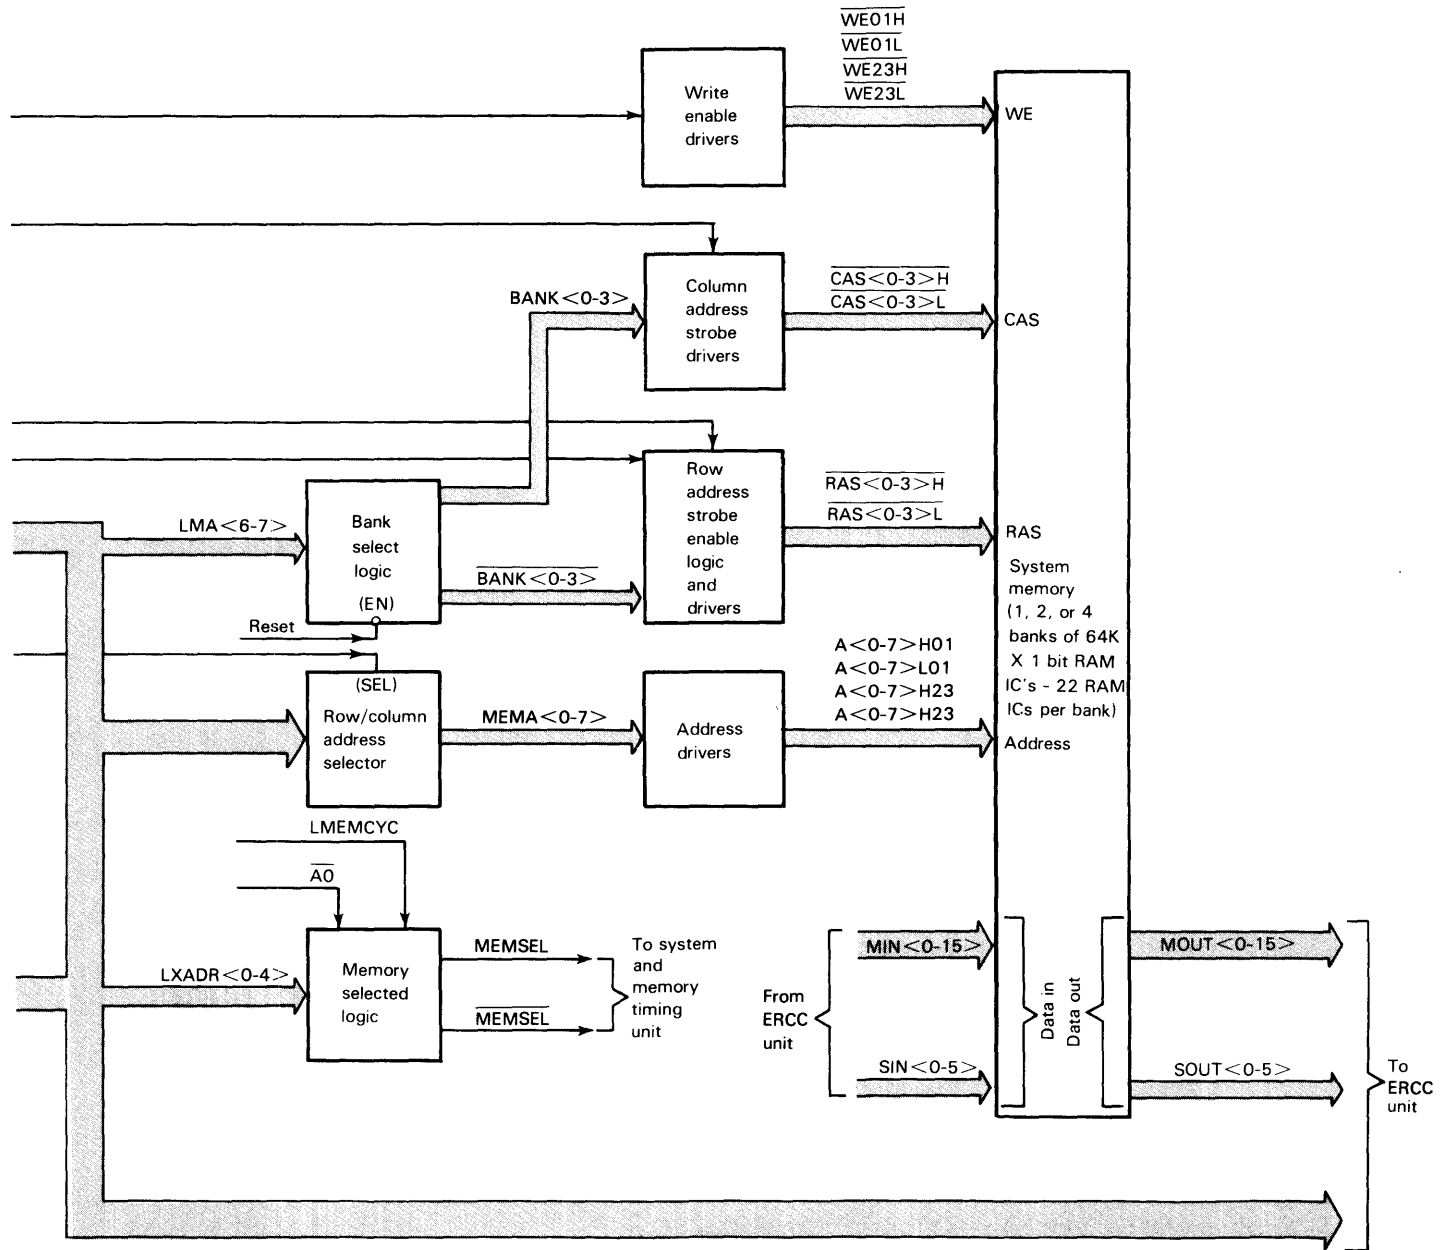 WE01H
WE01L
WE23H
WE23L
Write
enable
drivers
WE
Column
address
strobe
drivers
BANK<0-3>
CAS<0-3>H
CAS<0-3>L
CAS
Row
address
strobe
enable
logic
and
drivers
RAS<0-3>H
RAS<0-3>L
RAS
LMA<6-7>
Bank
select
logic
(EN)
BANK<0-3>
Reset
System
memory
(1, 2, or 4
banks of 64K
X 1 bit RAM
IC's - 22 RAM
ICs per bank)
Address
(SEL)
Row/column
address
selector
MEMA<0-7>
Address
drivers
A<0-7>H01
A<0-7>L01
A<0-7>H23
A<0-7>H23
LMEMCYC
A0
LXADR<0-4>
Memory
selected
logic
MEMSEL
MEMSEL
To system
and
memory
timing
unit
From
ERCC
unit
MIN<0-15>
SIN<0-5>
Data in
Data out
MOUT<0-15>
SOUT<0-5>
To
ERCC
unit